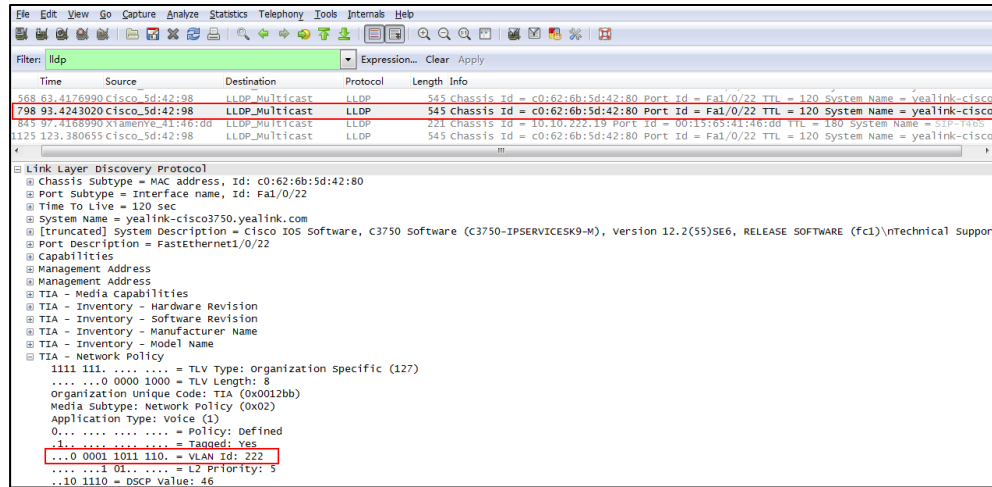 File Edit View Go Capture Analyze Statistics Telephony Tools Internals Help
Filter: lldp Expression... Clear Apply
Time Source Destination Protocol Length Info
568 63.4176990 Cisco_5d:42:98 LLDP_Multicast LLDP 545 Chassis Id = c0:62:6b:5d:42:80 Port Id = Fa1/0/22 TTL = 120 System Name = yealink-cisco
798 93.4243020 Cisco_5d:42:98 LLDP_Multicast LLDP 545 Chassis Id = c0:62:6b:5d:42:80 Port Id = Fa1/0/22 TTL = 120 System Name = yealink-cisco
845 97.4168990 XiamenYe_41:46:dd LLDP_Multicast LLDP 221 Chassis Id = 10.10.222.19 Port Id = 00:15:65:41:46:dd TTL = 180 System Name = SIP-T46S
1125 123.380655 Cisco_5d:42:98 LLDP_Multicast LLDP 545 Chassis Id = c0:62:6b:5d:42:80 Port Id = Fa1/0/22 TTL = 120 System Name = yealink-cisco
Link Layer Discovery Protocol
Chassis Subtype = MAC address, Id: c0:62:6b:5d:42:80
Port Subtype = Interface name, Id: Fa1/0/22
Time To Live = 120 sec
System Name = yealink-cisco3750.yealink.com
[truncated] System Description = Cisco IOS Software, C3750 Software (C3750-IPSERVICESK9-M), Version 12.2(55)SE6, RELEASE SOFTWARE (fc1)\nTechnical Suppor
Port Description = FastEthernet1/0/22
Capabilities
Management Address
Management Address
TIA - Media Capabilities
TIA - Inventory - Hardware Revision
TIA - Inventory - Software Revision
TIA - Inventory - Manufacturer Name
TIA - Inventory - Model Name
TIA - Network Policy
1111 111. .... .... = TLV Type: Organization Specific (127)
.... ...0 0000 1000 = TLV Length: 8
Organization Unique Code: TIA (0x0012bb)
Media Subtype: Network Policy (0x02)
Application Type: Voice (1)
0... .... .... .... = Policy: Defined
.1.. .... .... .... = Tagged: Yes
...0 0001 1011 110. = VLAN Id: 222
.... ...1 01.. .... = L2 Priority: 5
..10 1110 = DSCP Value: 46